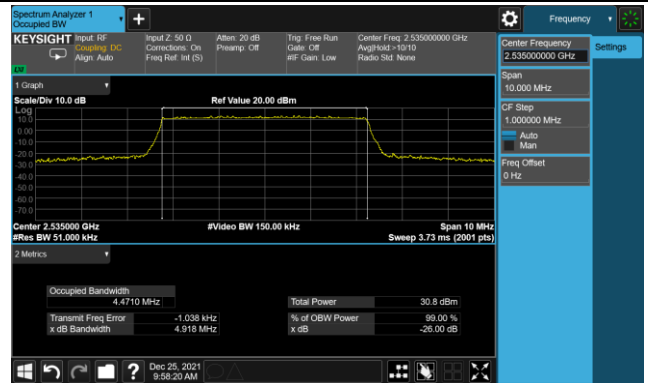 Spectrum Analyzer 1
Occupied BW
Frequency
KEYSIGHT
Input: RF
Coupling: DC
Align: Auto
Input Z: 50 Ω
Corrections: On
Freq Ref: Int (S)
Atten: 20 dB
Preamp: Off
Trig: Free Run
Gate: Off
#IF Gain: Low
Center Freq: 2.535000000 GHz
Avg|Hold:>10/10
Radio Std: None
Center Frequency
2.535000000 GHz
Settings
Span
10.000 MHz
CF Step
1.000000 MHz
Auto
Man
Freq Offset
0 Hz
1 Graph
Scale/Div 10.0 dB
Ref Value 20.00 dBm
Log
10.0
0.00
-10.0
-20.0
-30.0
-40.0
-50.0
-60.0
-70.0
Center 2.535000 GHz
#Video BW 150.00 kHz
Span 10 MHz
#Res BW 51.000 kHz
Sweep 3.73 ms (2001 pts)
2 Metrics
Occupied Bandwidth
4.4710 MHz
Total Power
30.8 dBm
Transmit Freq Error
-1.038 kHz
% of OBW Power
99.00 %
x dB Bandwidth
4.918 MHz
x dB
-26.00 dB
?
Dec 25, 2021
9:58:20 AM